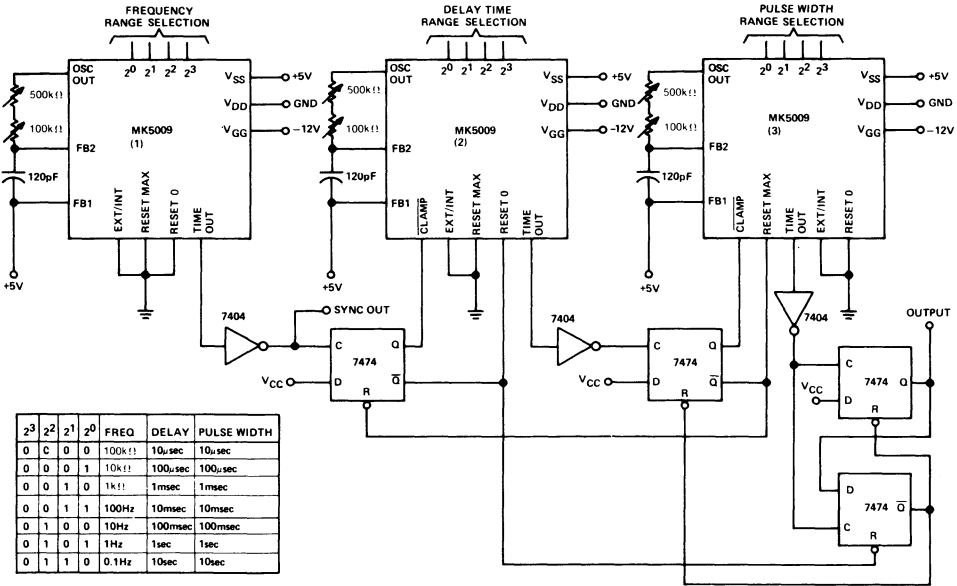 FREQUENCY
RANGE SELECTION
DELAY TIME
RANGE SELECTION
PULSE WIDTH
RANGE SELECTION
OSC
OUT
2⁰ 2¹ 2² 2³
VSS
+5V
500kΩ
VDD
GND
100kΩ
MK5009
(1)
VGG
-12V
FB2
120pF
FB1
EXT/INT
RESET MAX
RESET 0
TIME
OUT
+5V
OSC
OUT
2⁰ 2¹ 2² 2³
VSS
+5V
500kΩ
VDD
GND
100kΩ
MK5009
(2)
VGG
-12V
FB2
120pF
FB1
CLAMP
EXT/INT
RESET MAX
RESET 0
TIME
OUT
+5V
OSC
OUT
2⁰ 2¹ 2² 2³
VSS
+5V
500kΩ
VDD
GND
100kΩ
MK5009
(3)
VGG
-12V
FB2
120pF
FB1
CLAMP
RESET MAX
TIME
OUT
EXT/INT
RESET 0
+5V
7404
SYNC OUT
C
Q
7474
VCC
D
Q̅
R
7404
C
Q
7474
VCC
D
Q̅
R
7404
OUTPUT
C
7474
Q
VCC
D
R
D
7474
Q̅
C
R
2³ 2² 2¹ 2⁰ FREQ DELAY PULSE WIDTH
0 C 0 0 100kΩ 10μsec 10μsec
0 0 0 1 10kΩ 100μsec 100μsec
0 0 1 0 1kΩ 1msec 1msec
0 0 1 1 100Hz 10msec 10msec
0 1 0 0 10Hz 100msec 100msec
0 1 0 1 1Hz 1sec 1sec
0 1 1 0 0.1Hz 10sec 10sec